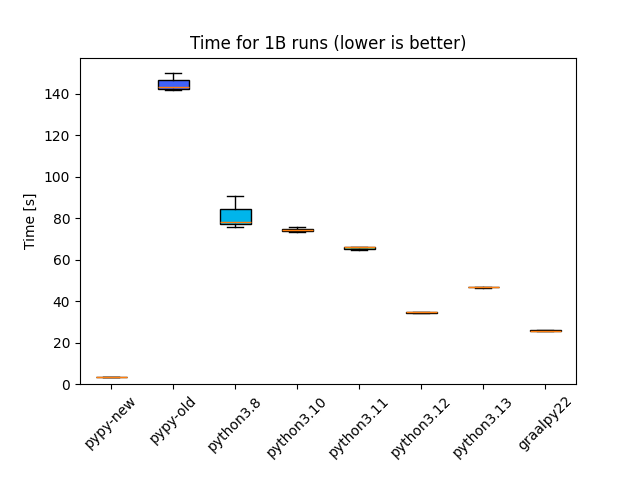 Time for 1B runs (lower is better)
Time [s]
140
120
100
80
60
40
20
0
pypy-new
pypy-old
python3.8
python3.10
python3.11
python3.12
python3.13
graalpy22